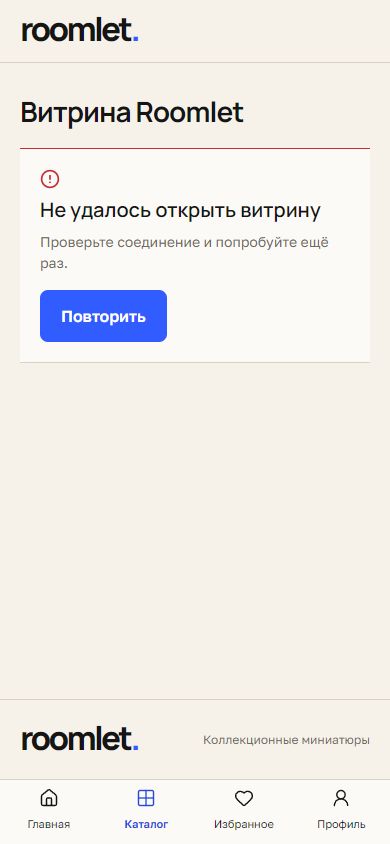 roomlet.
Витрина Roomlet
Не удалось открыть витрину
Проверьте соединение и попробуйте ещё
раз.
Повторить
roomlet.
Коллекционные миниатюры
Главная
Каталог
Избранное
Профиль